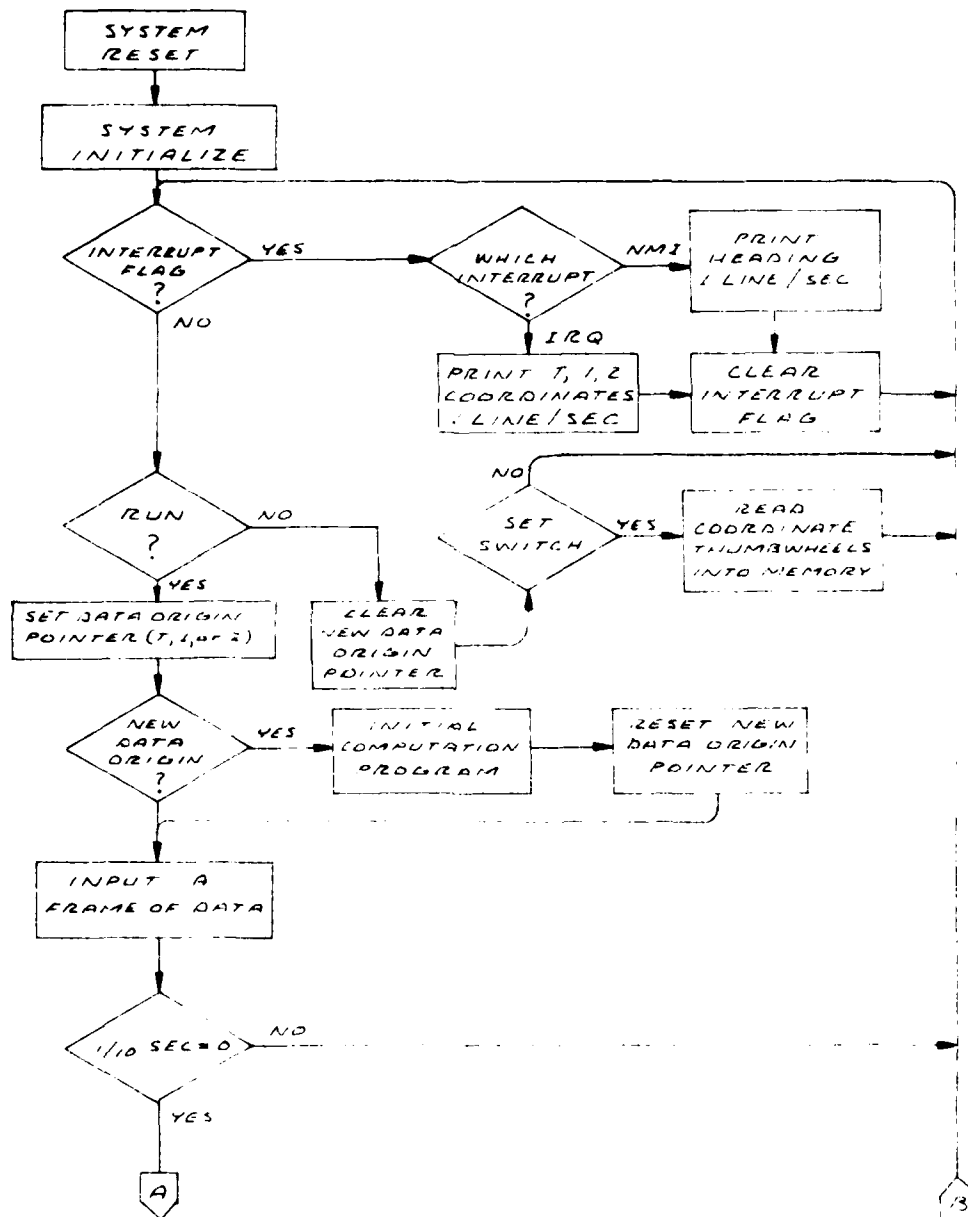 SYSTEM
RESET
SYSTEM
INITIALIZE
INTERRUPT
FLAG
?
YES
NO
WHICH
INTERRUPT
?
NMI
IRQ
PRINT
HEADING
1 LINE/SEC
PRINT T, 1, 2
COORDINATES
1 LINE/SEC
CLEAR
INTERRUPT
FLAG
RUN
?
NO
YES
NO
SET
SWITCH
YES
READ
COORDINATE
THUMBWHEELS
INTO MEMORY
SET DATA ORIGIN
POINTER (T, 1, or 2)
CLEAR
NEW DATA
ORIGIN
POINTER
NEW
DATA
ORIGIN
?
YES
INITIAL
COMPUTATION
PROGRAM
RESET NEW
DATA ORIGIN
POINTER
INPUT A
FRAME OF DATA
1/10 SEC = 0
NO
YES
A
B